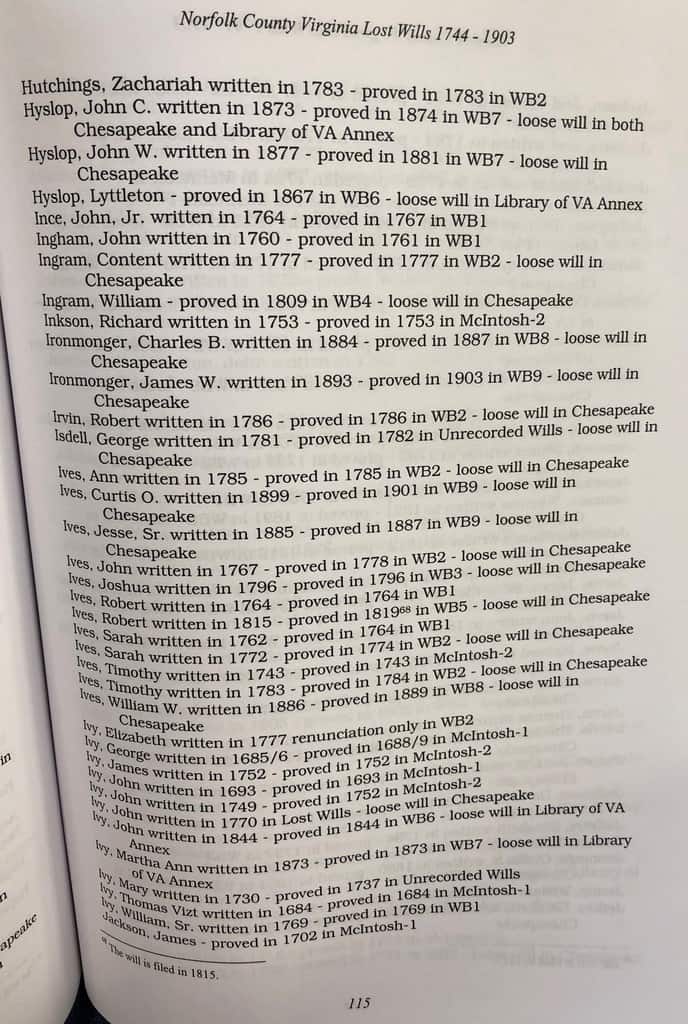 Norfolk County Virginia Lost Wills 1744 - 1903
Hutchings, Zachariah written in 1783 - proved in 1783 in WB2
Hyslop, John C. written in 1873 - proved in 1874 in WB7 - loose will in both
Chesapeake and Library of VA Annex
Hyslop, John W. written in 1877 - proved in 1881 in WB7 - loose will in
Chesapeake
Hyslop, Lyttleton - proved in 1867 in WB6 - loose will in Library of VA Annex
Ince, John, Jr. written in 1764 - proved in 1767 in WB1
Ingham, John written in 1760 - proved in 1761 in WB1
Ingram, Content written in 1777 - proved in 1777 in WB2 - loose will in
Chesapeake
Ingram, William - proved in 1809 in WB4 - loose will in Chesapeake
Inkson, Richard written in 1753 - proved in 1753 in McIntosh-2
Ironmonger, Charles B. written in 1884 - proved in 1887 in WB8 - loose will in
Chesapeake
Ironmonger, James W. written in 1893 - proved in 1903 in WB9 - loose will in
Chesapeake
Irvin, Robert written in 1786 - proved in 1786 in WB2 - loose will in Chesapeake
Isdell, George written in 1781 - proved in 1782 in Unrecorded Wills - loose will in
Chesapeake
Ives, Ann written in 1785 - proved in 1785 in WB2 - loose will in Chesapeake
Ives, Curtis O. written in 1899 - proved in 1901 in WB9 - loose will in
Chesapeake
Ives, Jesse, Sr. written in 1885 - proved in 1887 in WB9 - loose will in
Chesapeake
Ives, John written in 1767 - proved in 1778 in WB2 - loose will in Chesapeake
Ives, Joshua written in 1796 - proved in 1796 in WB3 - loose will in Chesapeake
Ives, Robert written in 1764 - proved in 1764 in WB1
Ives, Robert written in 1815 - proved in 1819⁶⁸ in WB5 - loose will in Chesapeake
Ives, Sarah written in 1762 - proved in 1764 in WB1
Ives, Sarah written in 1772 - proved in 1774 in WB2 - loose will in Chesapeake
Ives, Timothy written in 1743 - proved in 1743 in McIntosh-2
Ives, Timothy written in 1783 - proved in 1784 in WB2 - loose will in Chesapeake
Ives, William W. written in 1886 - proved in 1889 in WB8 - loose will in
Chesapeake
Ivy, Elizabeth written in 1777 renunciation only in WB2
Ivy, George written in 1685/6 - proved in 1688/9 in McIntosh-1
Ivy, James written in 1752 - proved in 1752 in McIntosh-2
Ivy, John written in 1693 - proved in 1693 in McIntosh-1
Ivy, John written in 1749 - proved in 1752 in McIntosh-2
Ivy, John written in 1770 in Lost Wills - loose will in Chesapeake
Ivy, John written in 1844 - proved in 1844 in WB6 - loose will in Library of VA
Annex
Ivy, Martha Ann written in 1873 - proved in 1873 in WB7 - loose will in Library
of VA Annex
Ivy, Mary written in 1730 - proved in 1737 in Unrecorded Wills
Ivy, Thomas Vizt written in 1684 - proved in 1684 in McIntosh-1
Ivy, William, Sr. written in 1769 - proved in 1769 in WB1
Jackson, James - proved in 1702 in McIntosh-1
⁶⁸ The will is filed in 1815.
115
in
apeake